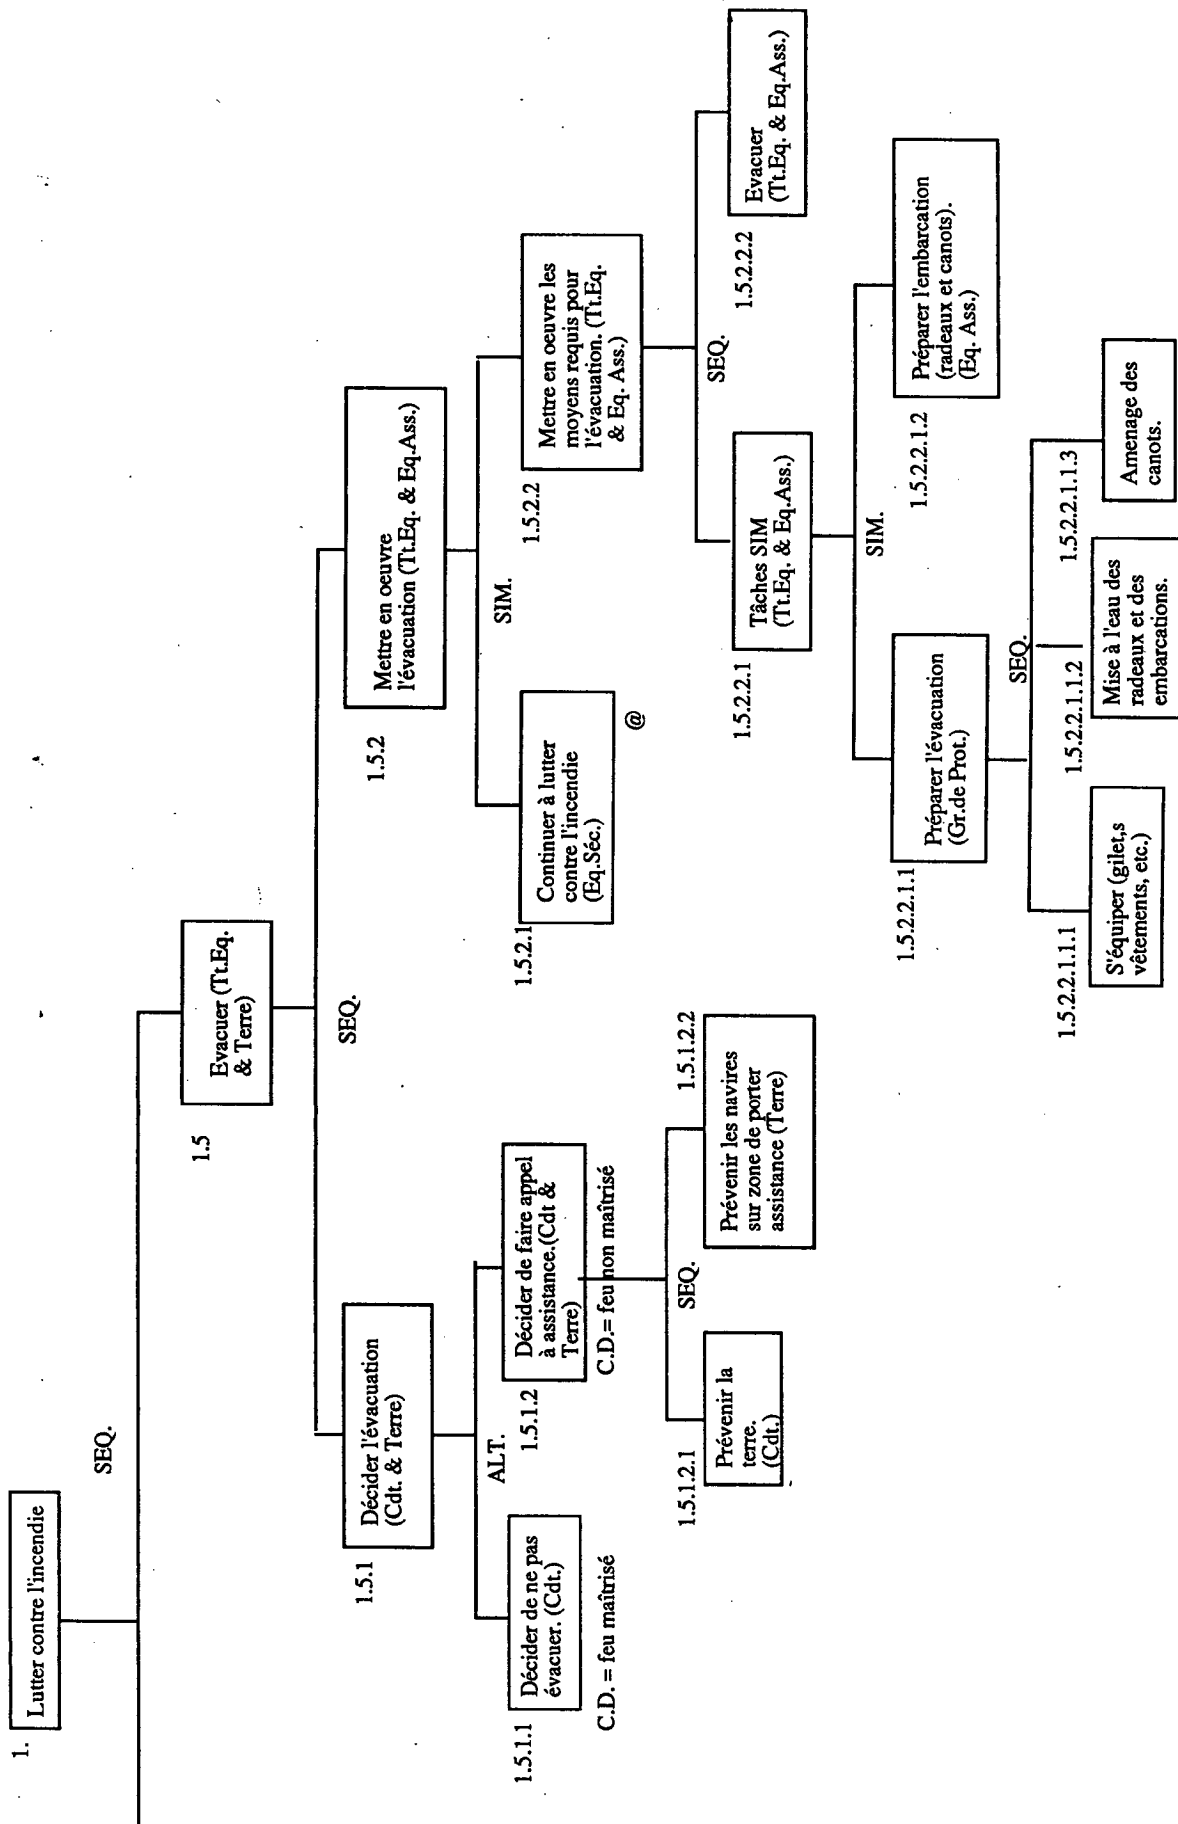 1.
Lutter contre l'incendie
SEQ.
1.5
Evacuer (Tt.Eq.
& Terre)
SEQ.
1.5.1
Décider l'évacuation
(Cdt. & Terre)
ALT.
1.5.1.1
Décider de ne pas
évacuer. (Cdt.)
C.D. = feu maîtrisé
1.5.1.2
Décider de faire appel
à assistance.(Cdt &
Terre)
C.D.= feu non maîtrisé
SEQ.
1.5.1.2.1
Prévenir la
terre.
(Cdt.)
1.5.1.2.2
Prévenir les navires
sur zone de porter
assistance (Terre)
1.5.2
Mettre en oeuvre
l'évacuation (Tt.Eq. & Eq.Ass.)
SIM.
1.5.2.1
Continuer à lutter
contre l'incendie
(Eq.Séc.)
@
1.5.2.2
Mettre en oeuvre les
moyens requis pour
l'évacuation. (Tt.Eq.
& Eq. Ass.)
SEQ.
1.5.2.2.1
Tâches SIM
(Tt.Eq. & Eq.Ass.)
1.5.2.2.2
Evacuer
(Tt.Eq. & Eq.Ass.)
SIM.
1.5.2.2.1.1
Préparer l'évacuation
(Gr.de Prot.)
1.5.2.2.1.2
Préparer l'embarcation
(radeaux et canots).
(Eq. Ass.)
SEQ.
1.5.2.2.1.1.1
S'équiper (gilet,s
vêtements, etc.)
1.5.2.2.1.1.2
Mise à l'eau des
radeaux et des
embarcations.
1.5.2.2.1.1.3
Amenage des
canots.